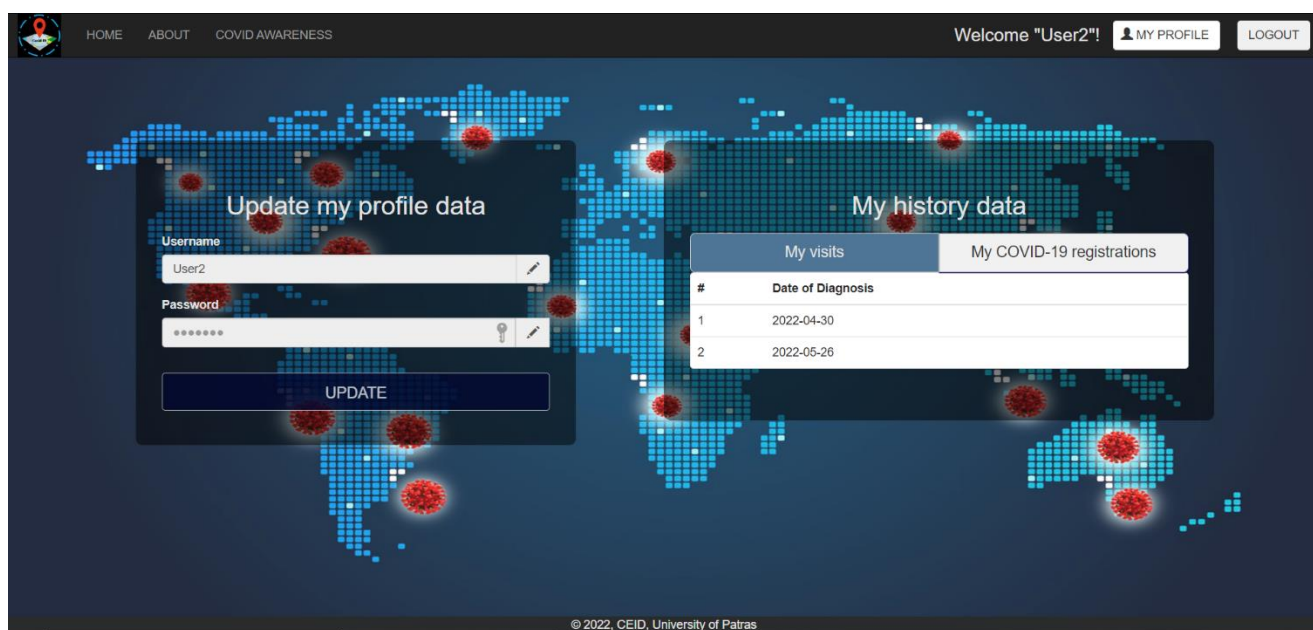 HOME ABOUT COVID AWARENESS Welcome "User2"! MY PROFILE LOGOUT
Update my profile data
Username
User2
Password
•••••••
UPDATE
My history data
My visits My COVID-19 registrations
# Date of Diagnosis
1 2022-04-30
2 2022-05-26
© 2022, CEID, University of Patras